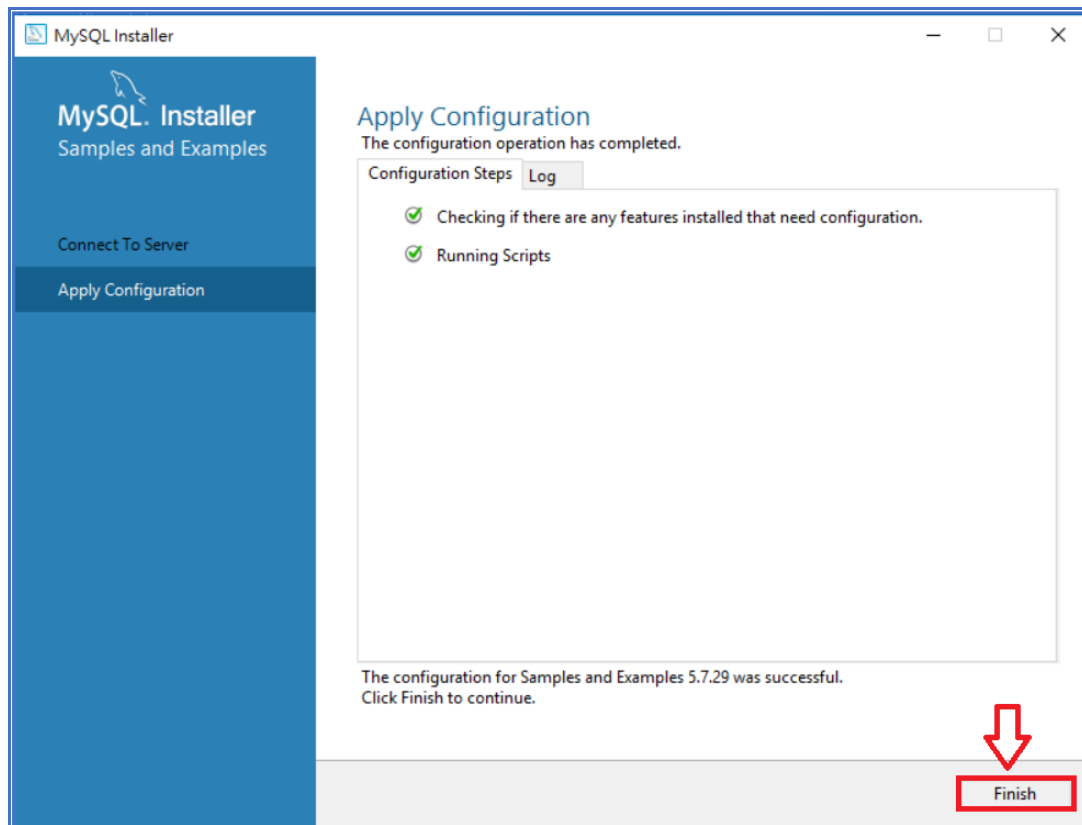 MySQL Installer
MySQL. Installer
Samples and Examples
Connect To Server
Apply Configuration
Apply Configuration
The configuration operation has completed.
Configuration Steps
Log
Checking if there are any features installed that need configuration.
Running Scripts
The configuration for Samples and Examples 5.7.29 was successful.
Click Finish to continue.
Finish